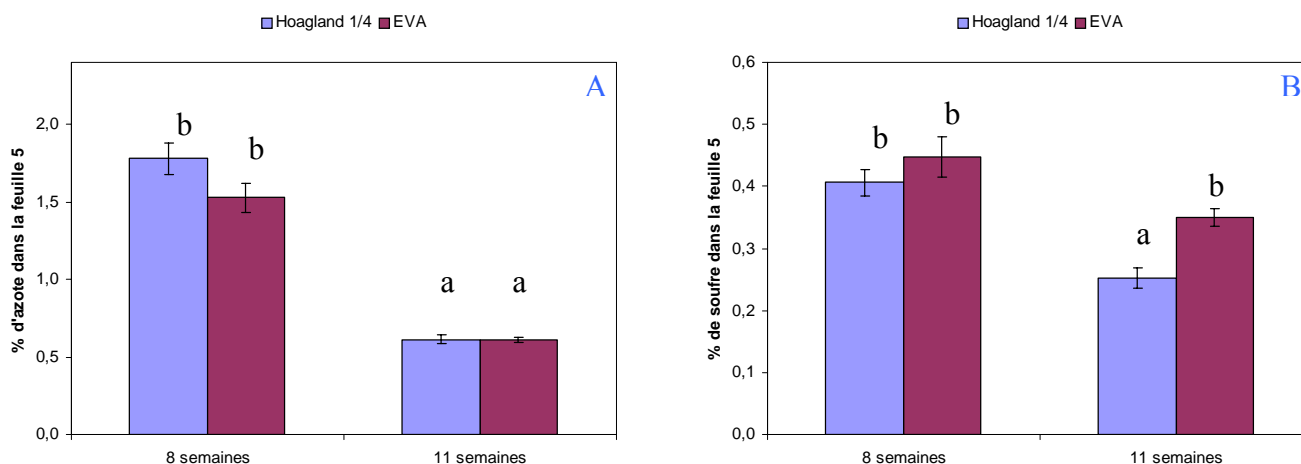 Hoagland 1/4 EVA
A
% d'azote dans la feuille 5
2,0
1,5
1,0
0,5
0,0
b
b
a
a
8 semaines
11 semaines
Hoagland 1/4 EVA
B
% de soufre dans la feuille 5
0,6
0,5
0,4
0,3
0,2
0,1
0,0
b
b
a
b
8 semaines
11 semaines